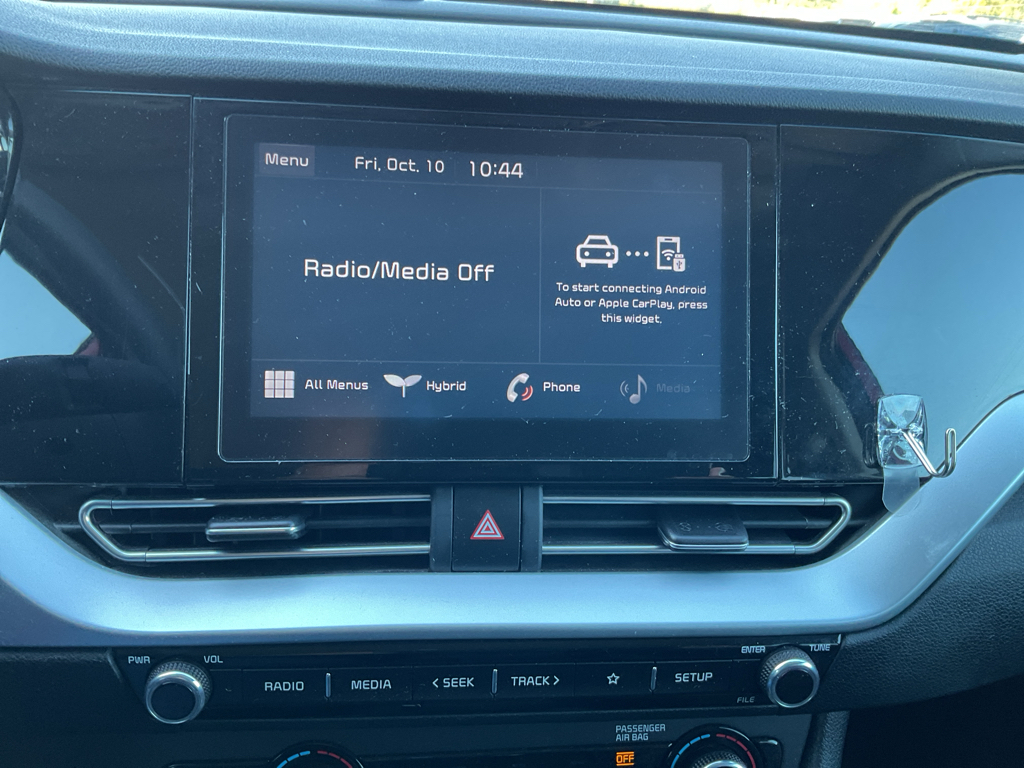 Menu
Fri, Oct. 10
10:44
Radio/Media Off
To start connecting Android
Auto or Apple CarPlay, press
this widget.
All Menus
Hybrid
Phone
Media
PWR
VOL
ENTER
TUNE
RADIO
MEDIA
< SEEK
TRACK >
SETUP
FILE
PASSENGER
AIR BAG
OFF